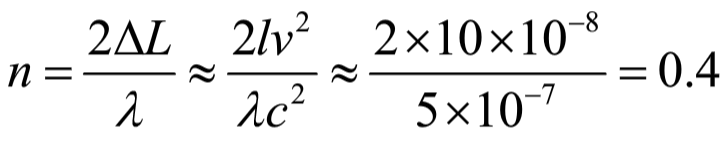 n = 2ΔL/λ ≈ 2lv²/λc² ≈ 2×10×10⁻⁸/5×10⁻⁷ = 0.4